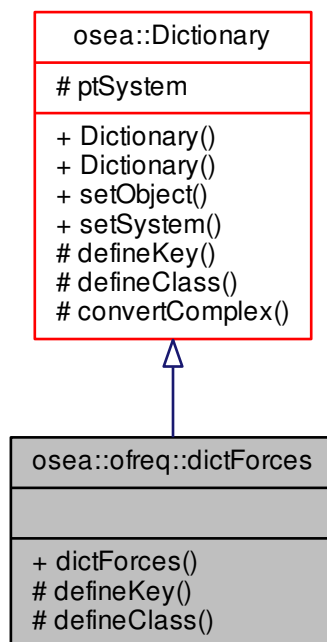 osea::Dictionary
# ptSystem
+ Dictionary()
+ Dictionary()
+ setObject()
+ setSystem()
# defineKey()
# defineClass()
# convertComplex()
osea::ofreq::dictForces
+ dictForces()
# defineKey()
# defineClass()